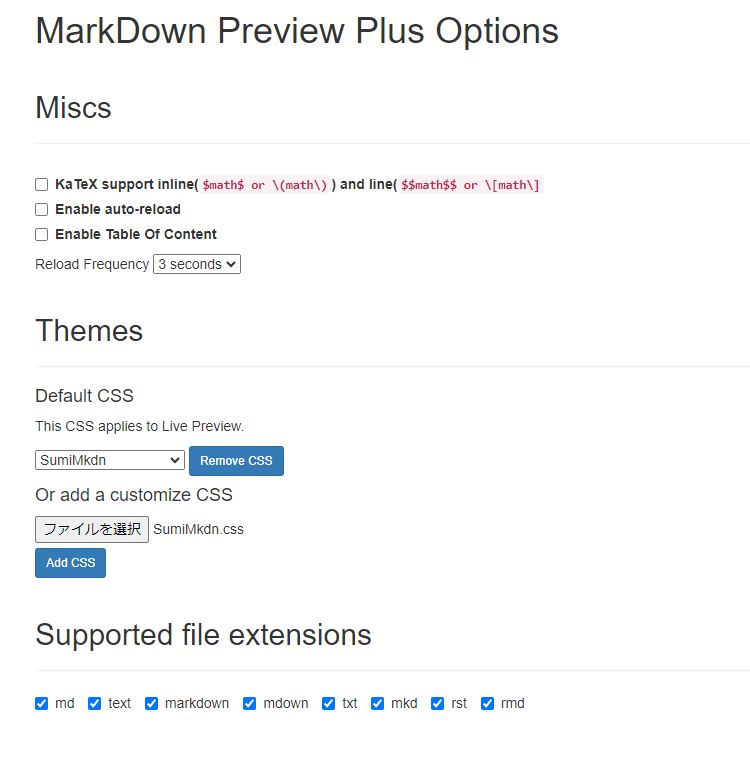 MarkDown Preview Plus Options
Miscs
KaTeX support inline( $math$ or \(math\) ) and line( $$math$$ or \[math\]
Enable auto-reload
Enable Table Of Content
Reload Frequency 3 seconds
Themes
Default CSS
This CSS applies to Live Preview.
SumiMkdn Remove CSS
Or add a customize CSS
ファイルを選択 SumiMkdn.css
Add CSS
Supported file extensions
md text markdown mdown txt mkd rst rmd